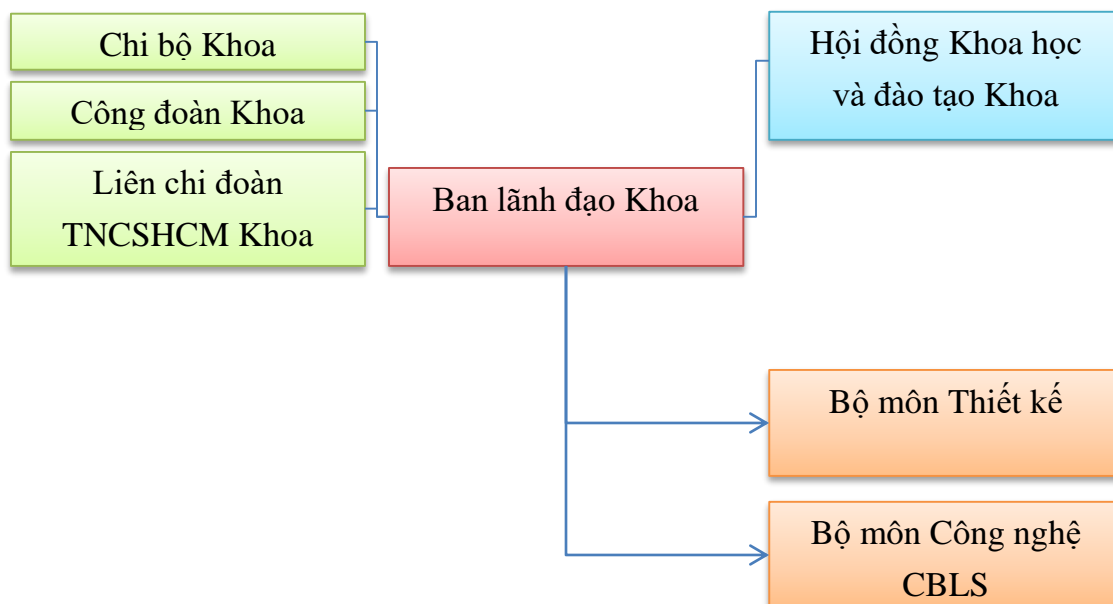 Chi bộ Khoa
Công đoàn Khoa
Liên chi đoàn
TNCSHCM Khoa
Ban lãnh đạo Khoa
Hội đồng Khoa học
và đào tạo Khoa
Bộ môn Thiết kế
Bộ môn Công nghệ
CBLS